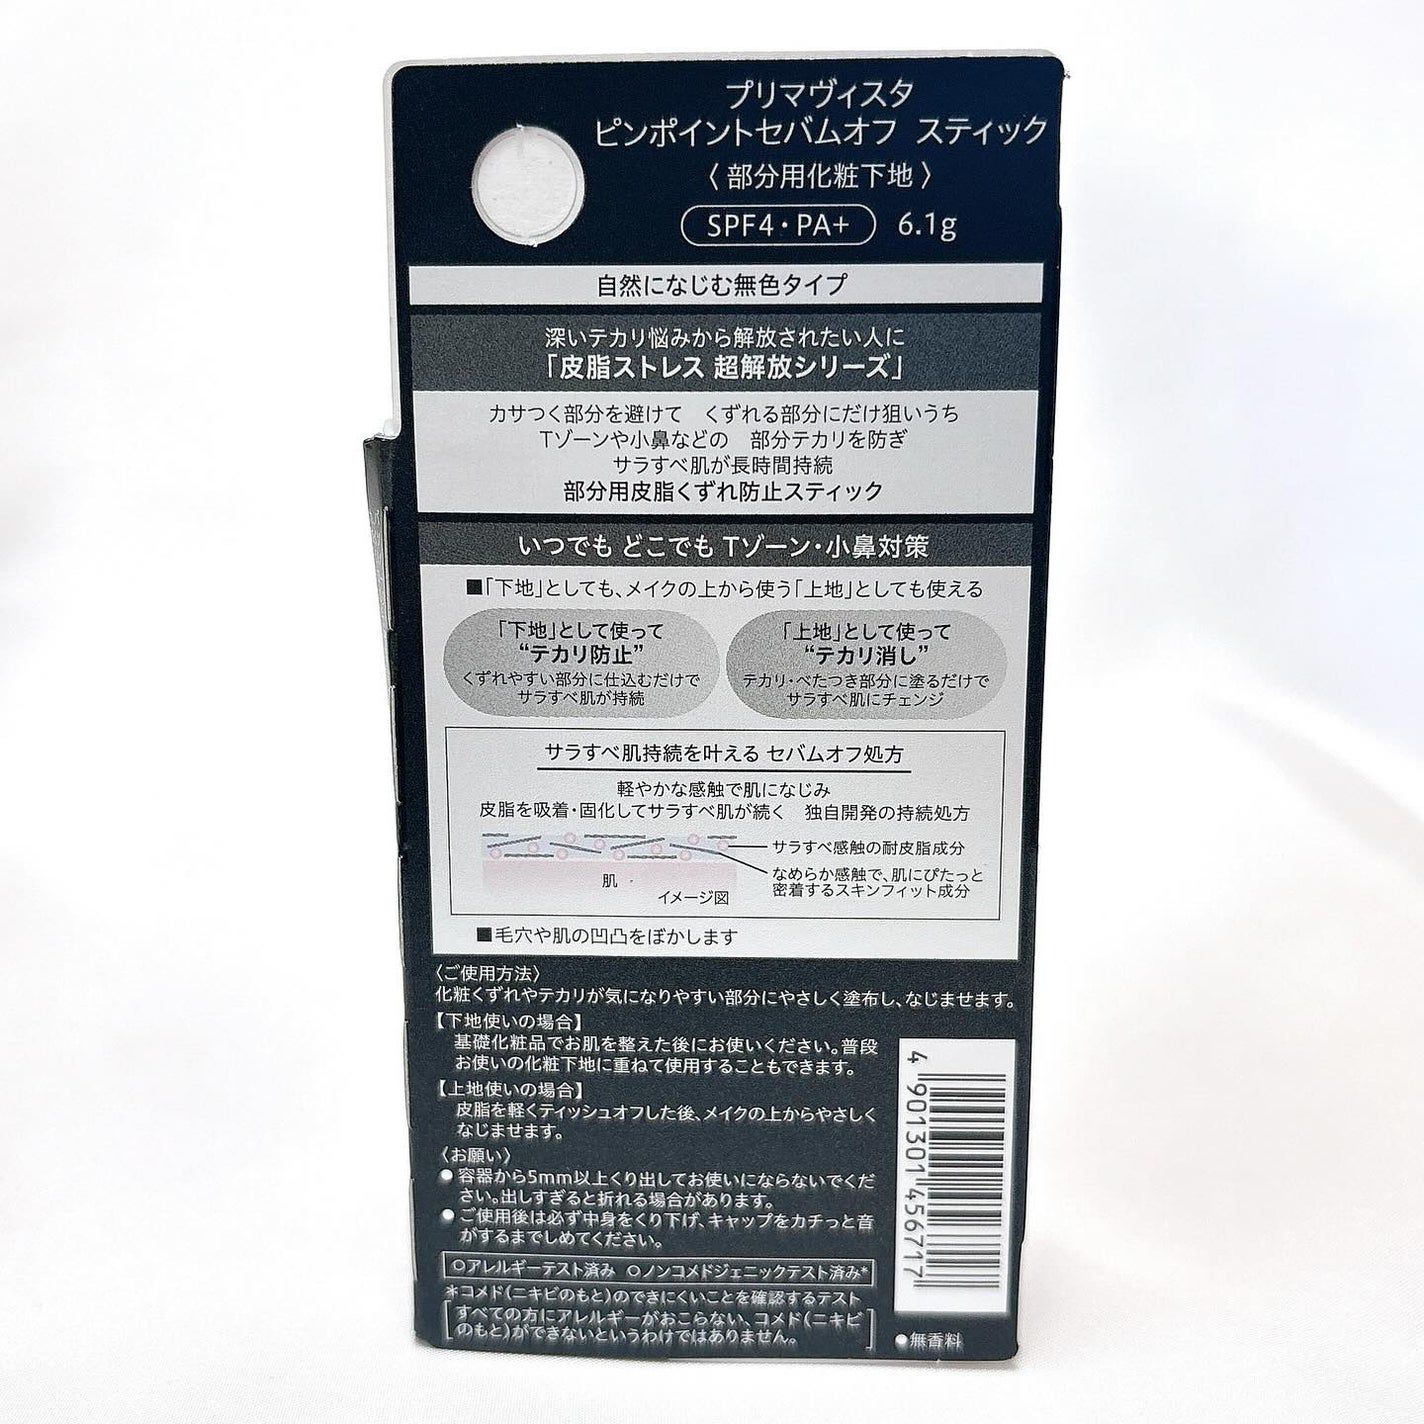 プリマヴィスタ
ピンポイントセバムオフ スティック
〈部分用化粧下地〉
SPF4・PA+ 6.1g
自然になじむ無色タイプ
深いテカリ悩みから解放されたい人に
「皮脂ストレス 超解放シリーズ」
カサつく部分を避けて くずれる部分にだけ狙いうち
Tゾーンや小鼻などの 部分テカリを防ぎ
サラすべ肌が長時間持続
部分用皮脂くずれ防止スティック
いつでも どこでも Tゾーン・小鼻対策
■「下地」としても、メイクの上から使う「上地」としても使える
「下地」として使って
“テカリ防止”
くずれやすい部分に仕込むだけで
サラすべ肌が持続
「上地」として使って
“テカリ消し”
テカリ・べたつき部分に塗るだけで
サラすべ肌にチェンジ
サラすべ肌持続を叶える セバムオフ処方
軽やかな感触で肌になじみ
皮脂を吸着・固化してサラすべ肌が続く 独自開発の持続処方
サラすべ感触の耐皮脂成分
なめらか感触で、肌にぴたっと
密着するスキンフィット成分
肌
イメージ図
■毛穴や肌の凹凸をぼかします
〈ご使用方法〉
化粧くずれやテカリが気になりやすい部分にやさしく塗布し、なじませます。
【下地使いの場合】
基礎化粧品でお肌を整えた後にお使いください。普段
お使いの化粧下地に重ねて使用することもできます。
【上地使いの場合】
皮脂を軽くティッシュオフした後、メイクの上からやさしく
なじませます。
〈お願い〉
●容器から5mm以上くり出してお使いにならないでくだ
さい。出しすぎると折れる場合があります。
●ご使用後は必ず中身をくり下げ、キャップをカチっと音
がするまでしめてください。
○アレルギーテスト済み ○ノンコメドジェニックテスト済み*
*コメド(ニキビのもと)のできにくいことを確認するテスト
[すべての方にアレルギーがおこらない、コメド(ニキビ
のもと)ができないというわけではありません。]
4 901301 456717
●無香料